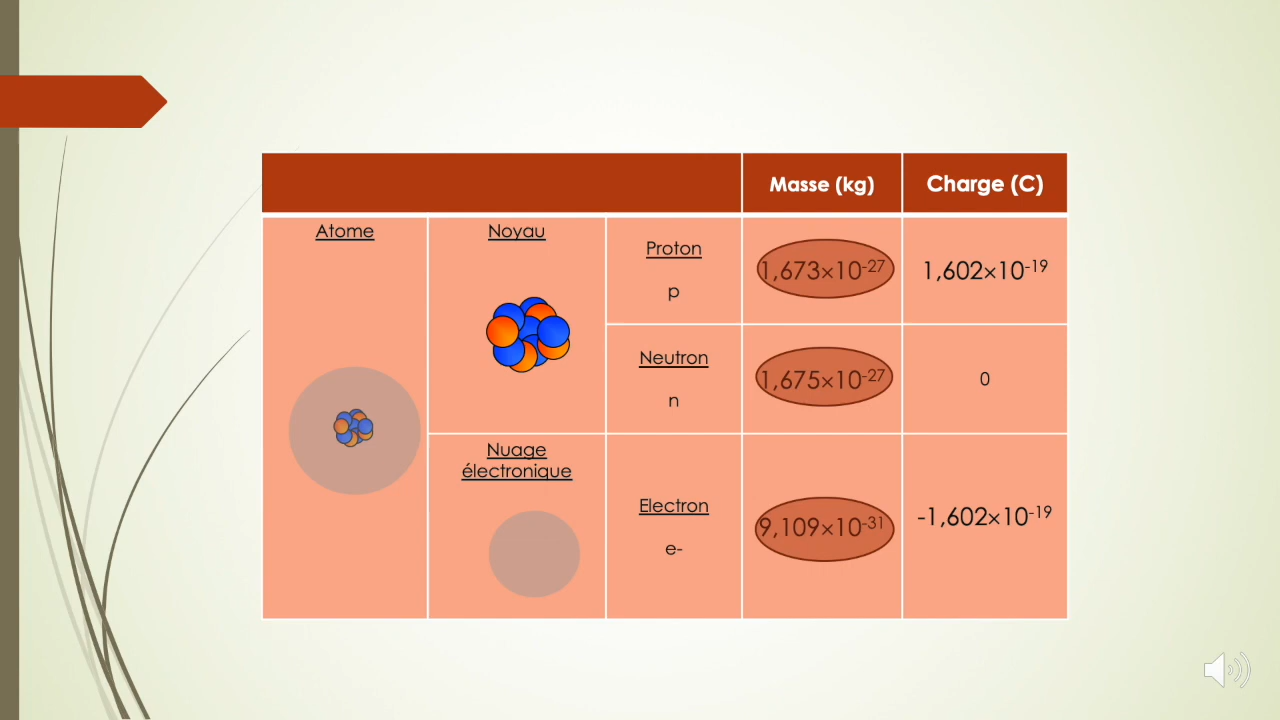 Masse (kg)
Charge (C)
Atome
Noyau
Proton
p
1,673×10⁻²⁷
1,602×10⁻¹⁹
Neutron
n
1,675×10⁻²⁷
0
Nuage
électronique
Electron
e-
9,109×10⁻³¹
-1,602×10⁻¹⁹